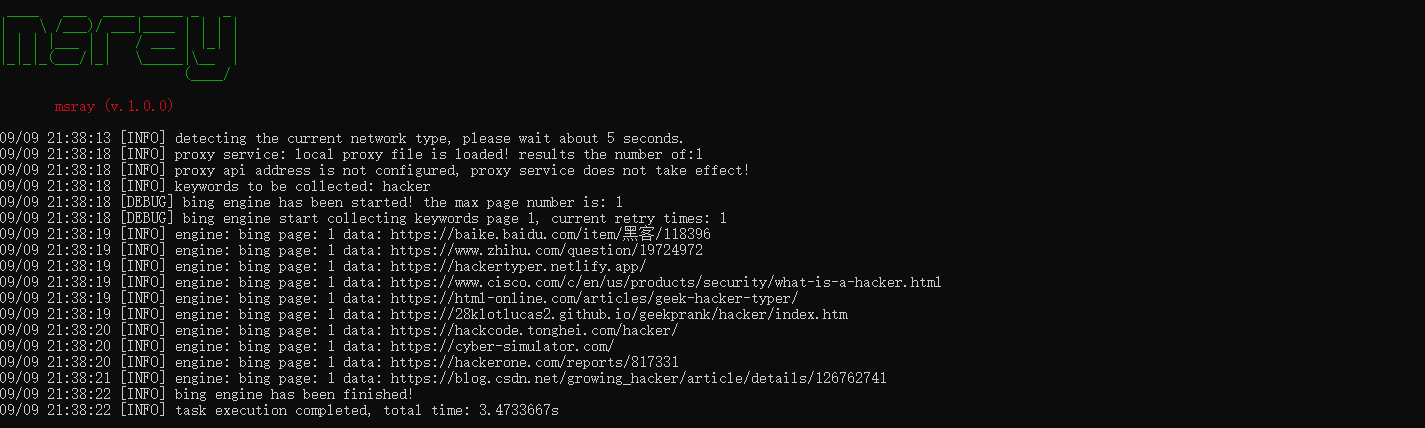 msray
msray (v.1.0.0)
09/09 21:38:13 [INFO] detecting the current network type, please wait about 5 seconds.
09/09 21:38:18 [INFO] proxy service: local proxy file is loaded! results the number of:1
09/09 21:38:18 [INFO] proxy api address is not configured, proxy service does not take effect!
09/09 21:38:18 [INFO] keywords to be collected: hacker
09/09 21:38:18 [DEBUG] bing engine has been started! the max page number is: 1
09/09 21:38:18 [DEBUG] bing engine start collecting keywords page 1, current retry times: 1
09/09 21:38:19 [INFO] engine: bing page: 1 data: https://baike.baidu.com/item/黑客/118396
09/09 21:38:19 [INFO] engine: bing page: 1 data: https://www.zhihu.com/question/19724972
09/09 21:38:19 [INFO] engine: bing page: 1 data: https://hackertyper.netlify.app/
09/09 21:38:19 [INFO] engine: bing page: 1 data: https://www.cisco.com/c/en/us/products/security/what-is-a-hacker.html
09/09 21:38:19 [INFO] engine: bing page: 1 data: https://html-online.com/articles/geek-hacker-typer/
09/09 21:38:19 [INFO] engine: bing page: 1 data: https://28klotlucas2.github.io/geekprank/hacker/index.htm
09/09 21:38:20 [INFO] engine: bing page: 1 data: https://hackcode.tonghei.com/hacker/
09/09 21:38:20 [INFO] engine: bing page: 1 data: https://cyber-simulator.com/
09/09 21:38:20 [INFO] engine: bing page: 1 data: https://hackerone.com/reports/817331
09/09 21:38:21 [INFO] engine: bing page: 1 data: https://blog.csdn.net/growing_hacker/article/details/126762741
09/09 21:38:22 [INFO] bing engine has been finished!
09/09 21:38:22 [INFO] task execution completed, total time: 3.4733667s